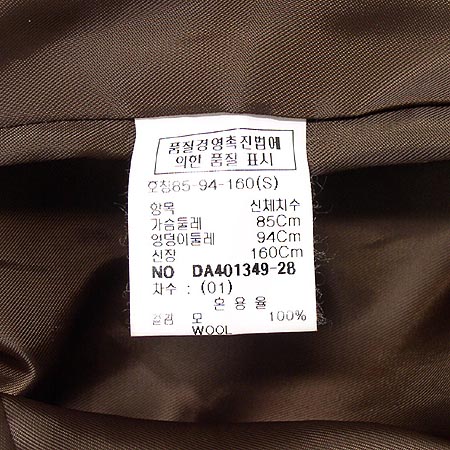 품질경영촉진법에
의한 품질 표시
호칭85-94-160(S)
항목 신체치수
가슴둘레 85Cm
엉덩이둘레 94Cm
신장 160Cm
NO DA401349-28
차수 : (01)
혼용율
겉감 모 100%
WOOL